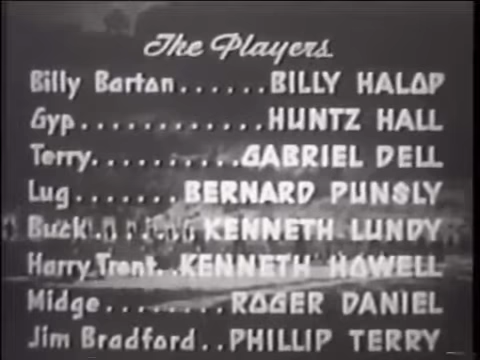 The Players
Billy Barton......BILLY HALOP
Gyp............HUNTZ HALL
Terry..........GABRIEL DELL
Lug.......BERNARD PUNSLY
Buck......KENNETH LUNDY
Harry Trent..KENNETH HOWELL
Midge........ROGER DANIEL
Jim Bradford..PHILLIP TERRY